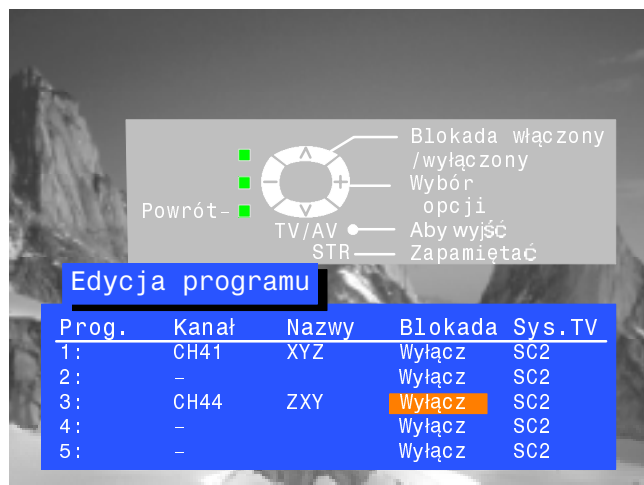 Blokada włączony
/wyłączony
Wybór
opcji
Powrót-
TV/AV Aby wyjść
STR Zapamiętać
Edycja programu
Prog. Kanał Nazwy Blokada Sys.TV
1: CH41 XYZ Wyłącz SC2
2: – Wyłącz SC2
3: CH44 ZXY Wyłącz SC2
4: – Wyłącz SC2
5: – Wyłącz SC2